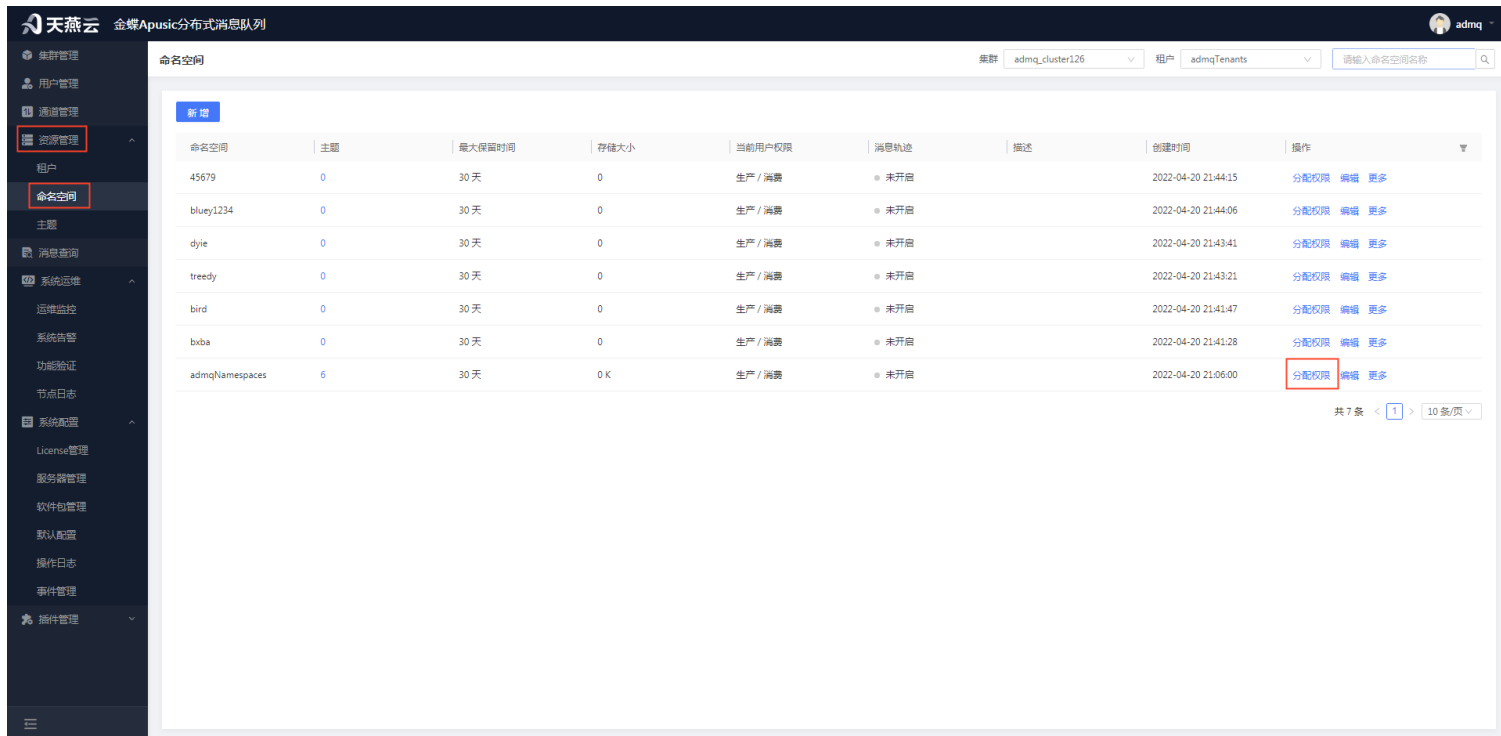 天燕云 金蝶Apusic分布式消息队列 admq
集群管理
用户管理
通道管理
资源管理
租户
命名空间
主题
消息查询
系统运维
运维监控
系统告警
功能验证
节点日志
系统配置
License管理
服务器管理
软件包管理
默认配置
操作日志
事件管理
插件管理
命名空间 集群 admq_cluster126 租户 admqTenants 请输入命名空间名称
新增
命名空间 主题 最大保留时间 存储大小 当前用户权限 消息轨迹 描述 创建时间 操作
45679 0 30 天 0 生产 / 消费 未开启 2022-04-20 21:44:15 分配权限 编辑 更多
bluey1234 0 30 天 0 生产 / 消费 未开启 2022-04-20 21:44:06 分配权限 编辑 更多
dyie 0 30 天 0 生产 / 消费 未开启 2022-04-20 21:43:41 分配权限 编辑 更多
treedy 0 30 天 0 生产 / 消费 未开启 2022-04-20 21:43:21 分配权限 编辑 更多
bird 0 30 天 0 生产 / 消费 未开启 2022-04-20 21:41:47 分配权限 编辑 更多
bxba 0 30 天 0 生产 / 消费 未开启 2022-04-20 21:41:28 分配权限 编辑 更多
admqNamespaces 6 30 天 0 K 生产 / 消费 未开启 2022-04-20 21:06:00 分配权限 编辑 更多
共 7 条 < 1 > 10 条/页